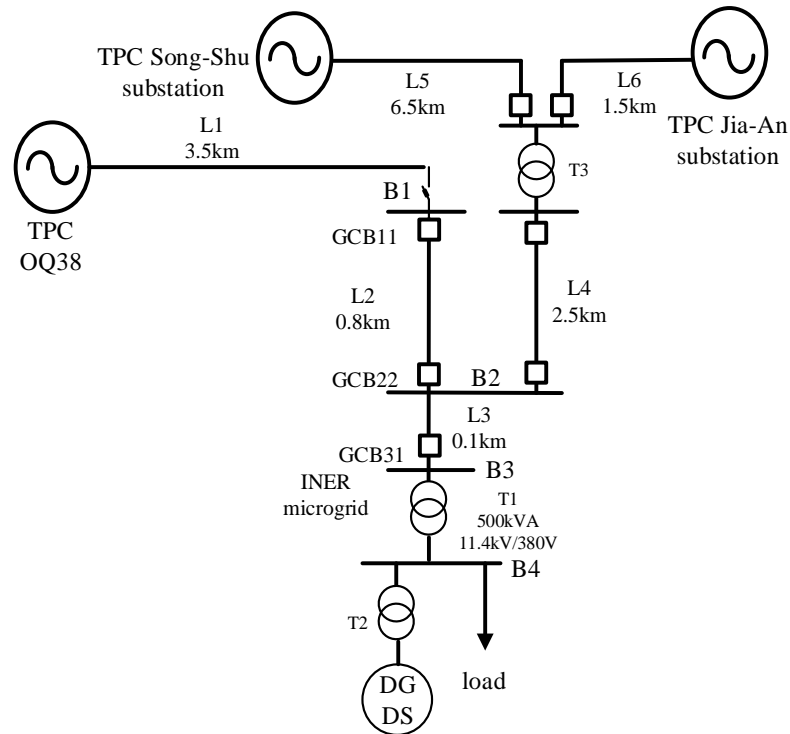 TPC Song-Shu
substation
L5
6.5km
L6
1.5km
TPC Jia-An
substation
L1
3.5km
T3
TPC
OQ38
B1
GCB11
L2
0.8km
L4
2.5km
GCB22
B2
L3
0.1km
GCB31
B3
INER
microgrid
T1
500kVA
11.4kV/380V
B4
T2
DG
DS
load